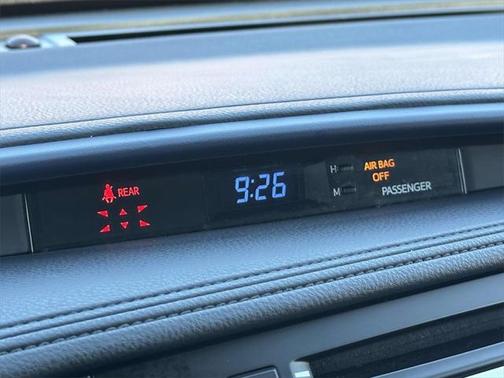 REAR
9:26
H
M
AIR BAG
OFF
PASSENGER